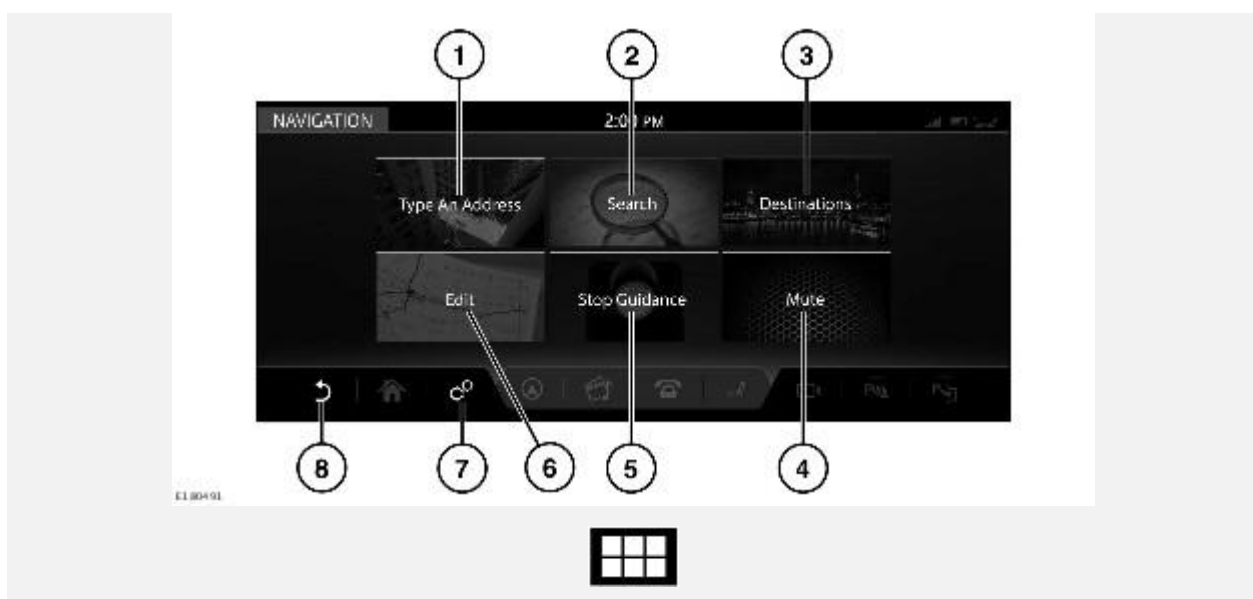 1 2 3
NAVIGATION 2:00 PM
Type An Address Search Destinations
Edit Stop Guidance Mute
8 7 6 5 4
E180491